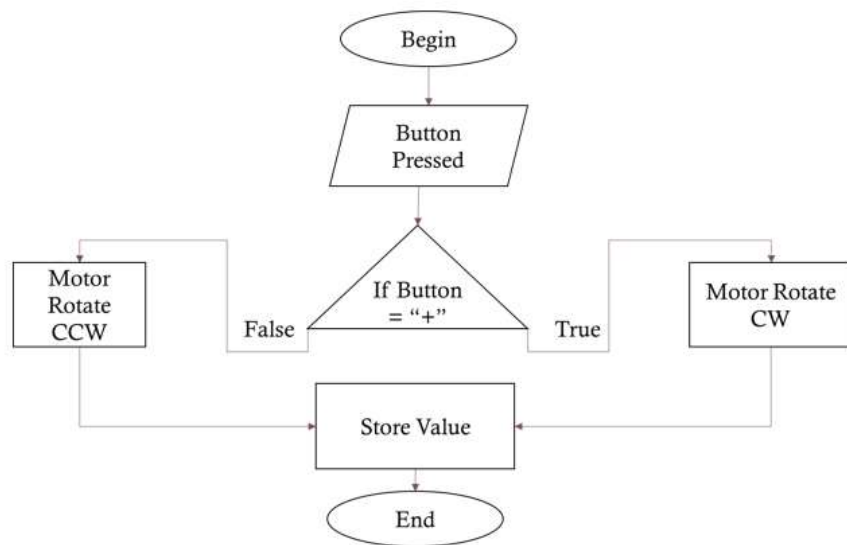 Begin
Button
Pressed
If Button
= “+”
False
True
Motor
Rotate
CCW
Motor Rotate
CW
Store Value
End